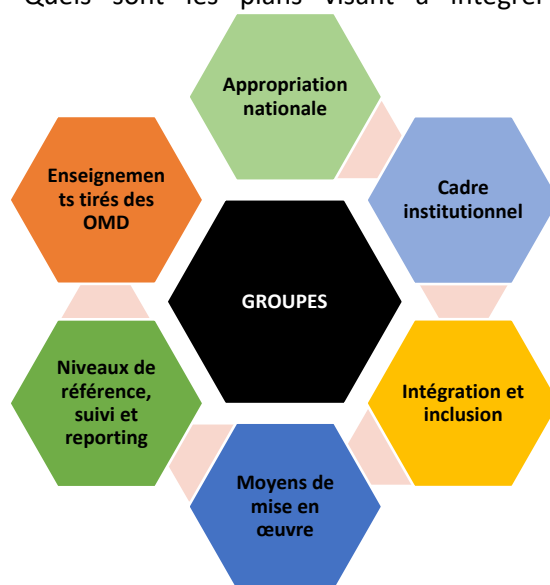 Quels sont les plans visant à intégrer
Appropriation
nationale
Enseignemen
ts tirés des
OMD
Cadre
institutionnel
GROUPES
Niveaux de
référence,
suivi et
reporting
Intégration et
inclusion
Moyens de
mise en
œuvre